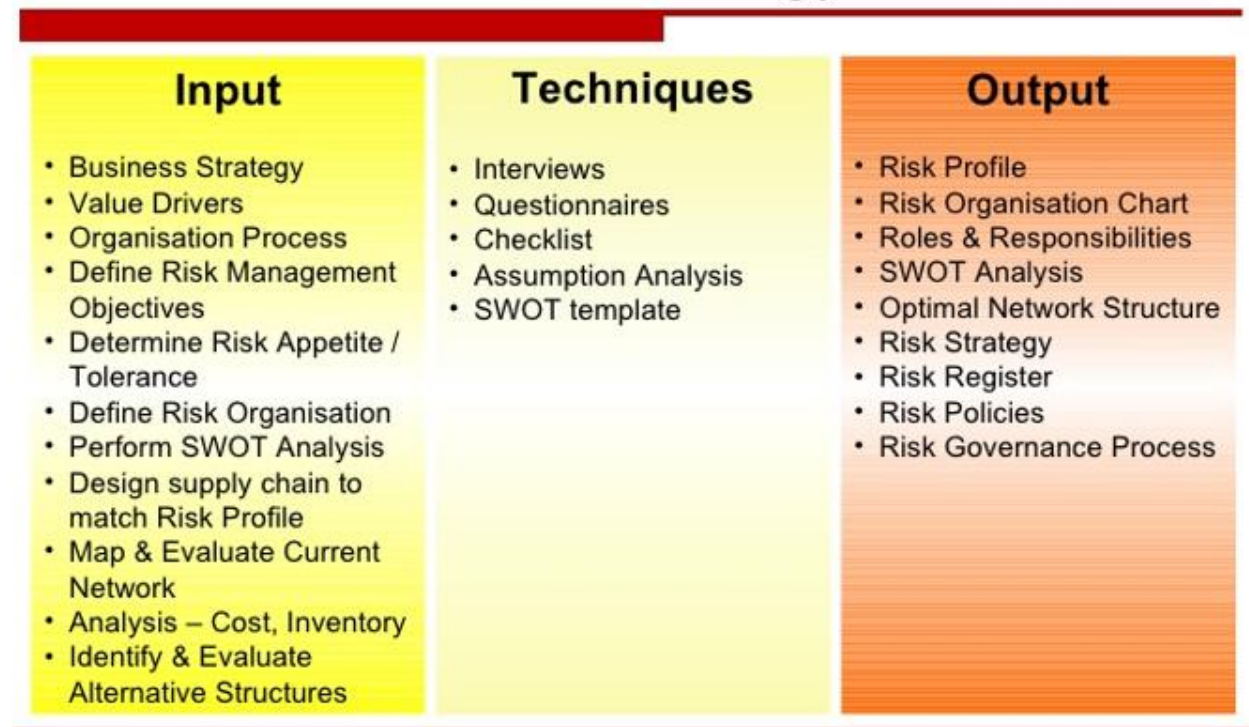 Input
• Business Strategy
• Value Drivers
• Organisation Process
• Define Risk Management
Objectives
• Determine Risk Appetite /
Tolerance
• Define Risk Organisation
• Perform SWOT Analysis
• Design supply chain to
match Risk Profile
• Map & Evaluate Current
Network
• Analysis – Cost, Inventory
• Identify & Evaluate
Alternative Structures
Techniques
• Interviews
• Questionnaires
• Checklist
• Assumption Analysis
• SWOT template
Output
• Risk Profile
• Risk Organisation Chart
• Roles & Responsibilities
• SWOT Analysis
• Optimal Network Structure
• Risk Strategy
• Risk Register
• Risk Policies
• Risk Governance Process